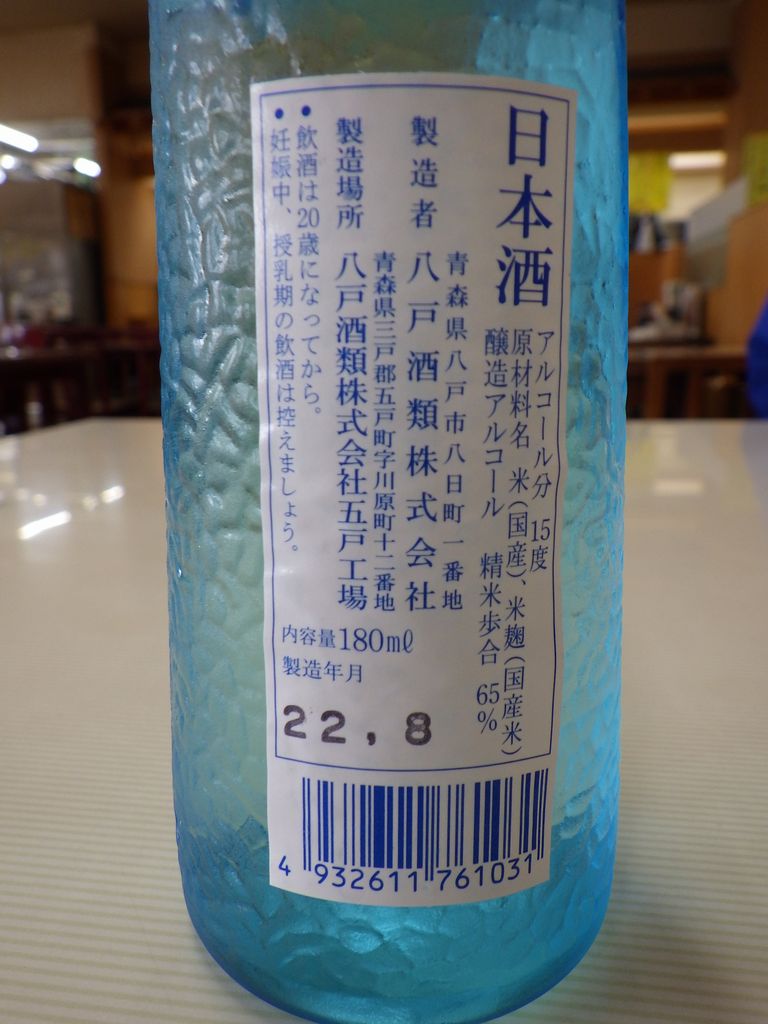 日本酒
アルコール分 15度
原材料名 米(国産)、米麹(国産米)
醸造アルコール 精米歩合 65%
青森県八戸市八日町一番地
製造者 八戸酒類株式会社
青森県三戸郡五戸町字川原町十二番地
製造場所 八戸酒類株式会社五戸工場
・飲酒は20歳になってから。
・妊娠中、授乳期の飲酒は控えましょう。
内容量180ml
製造年月
22,8
4 932611 761031